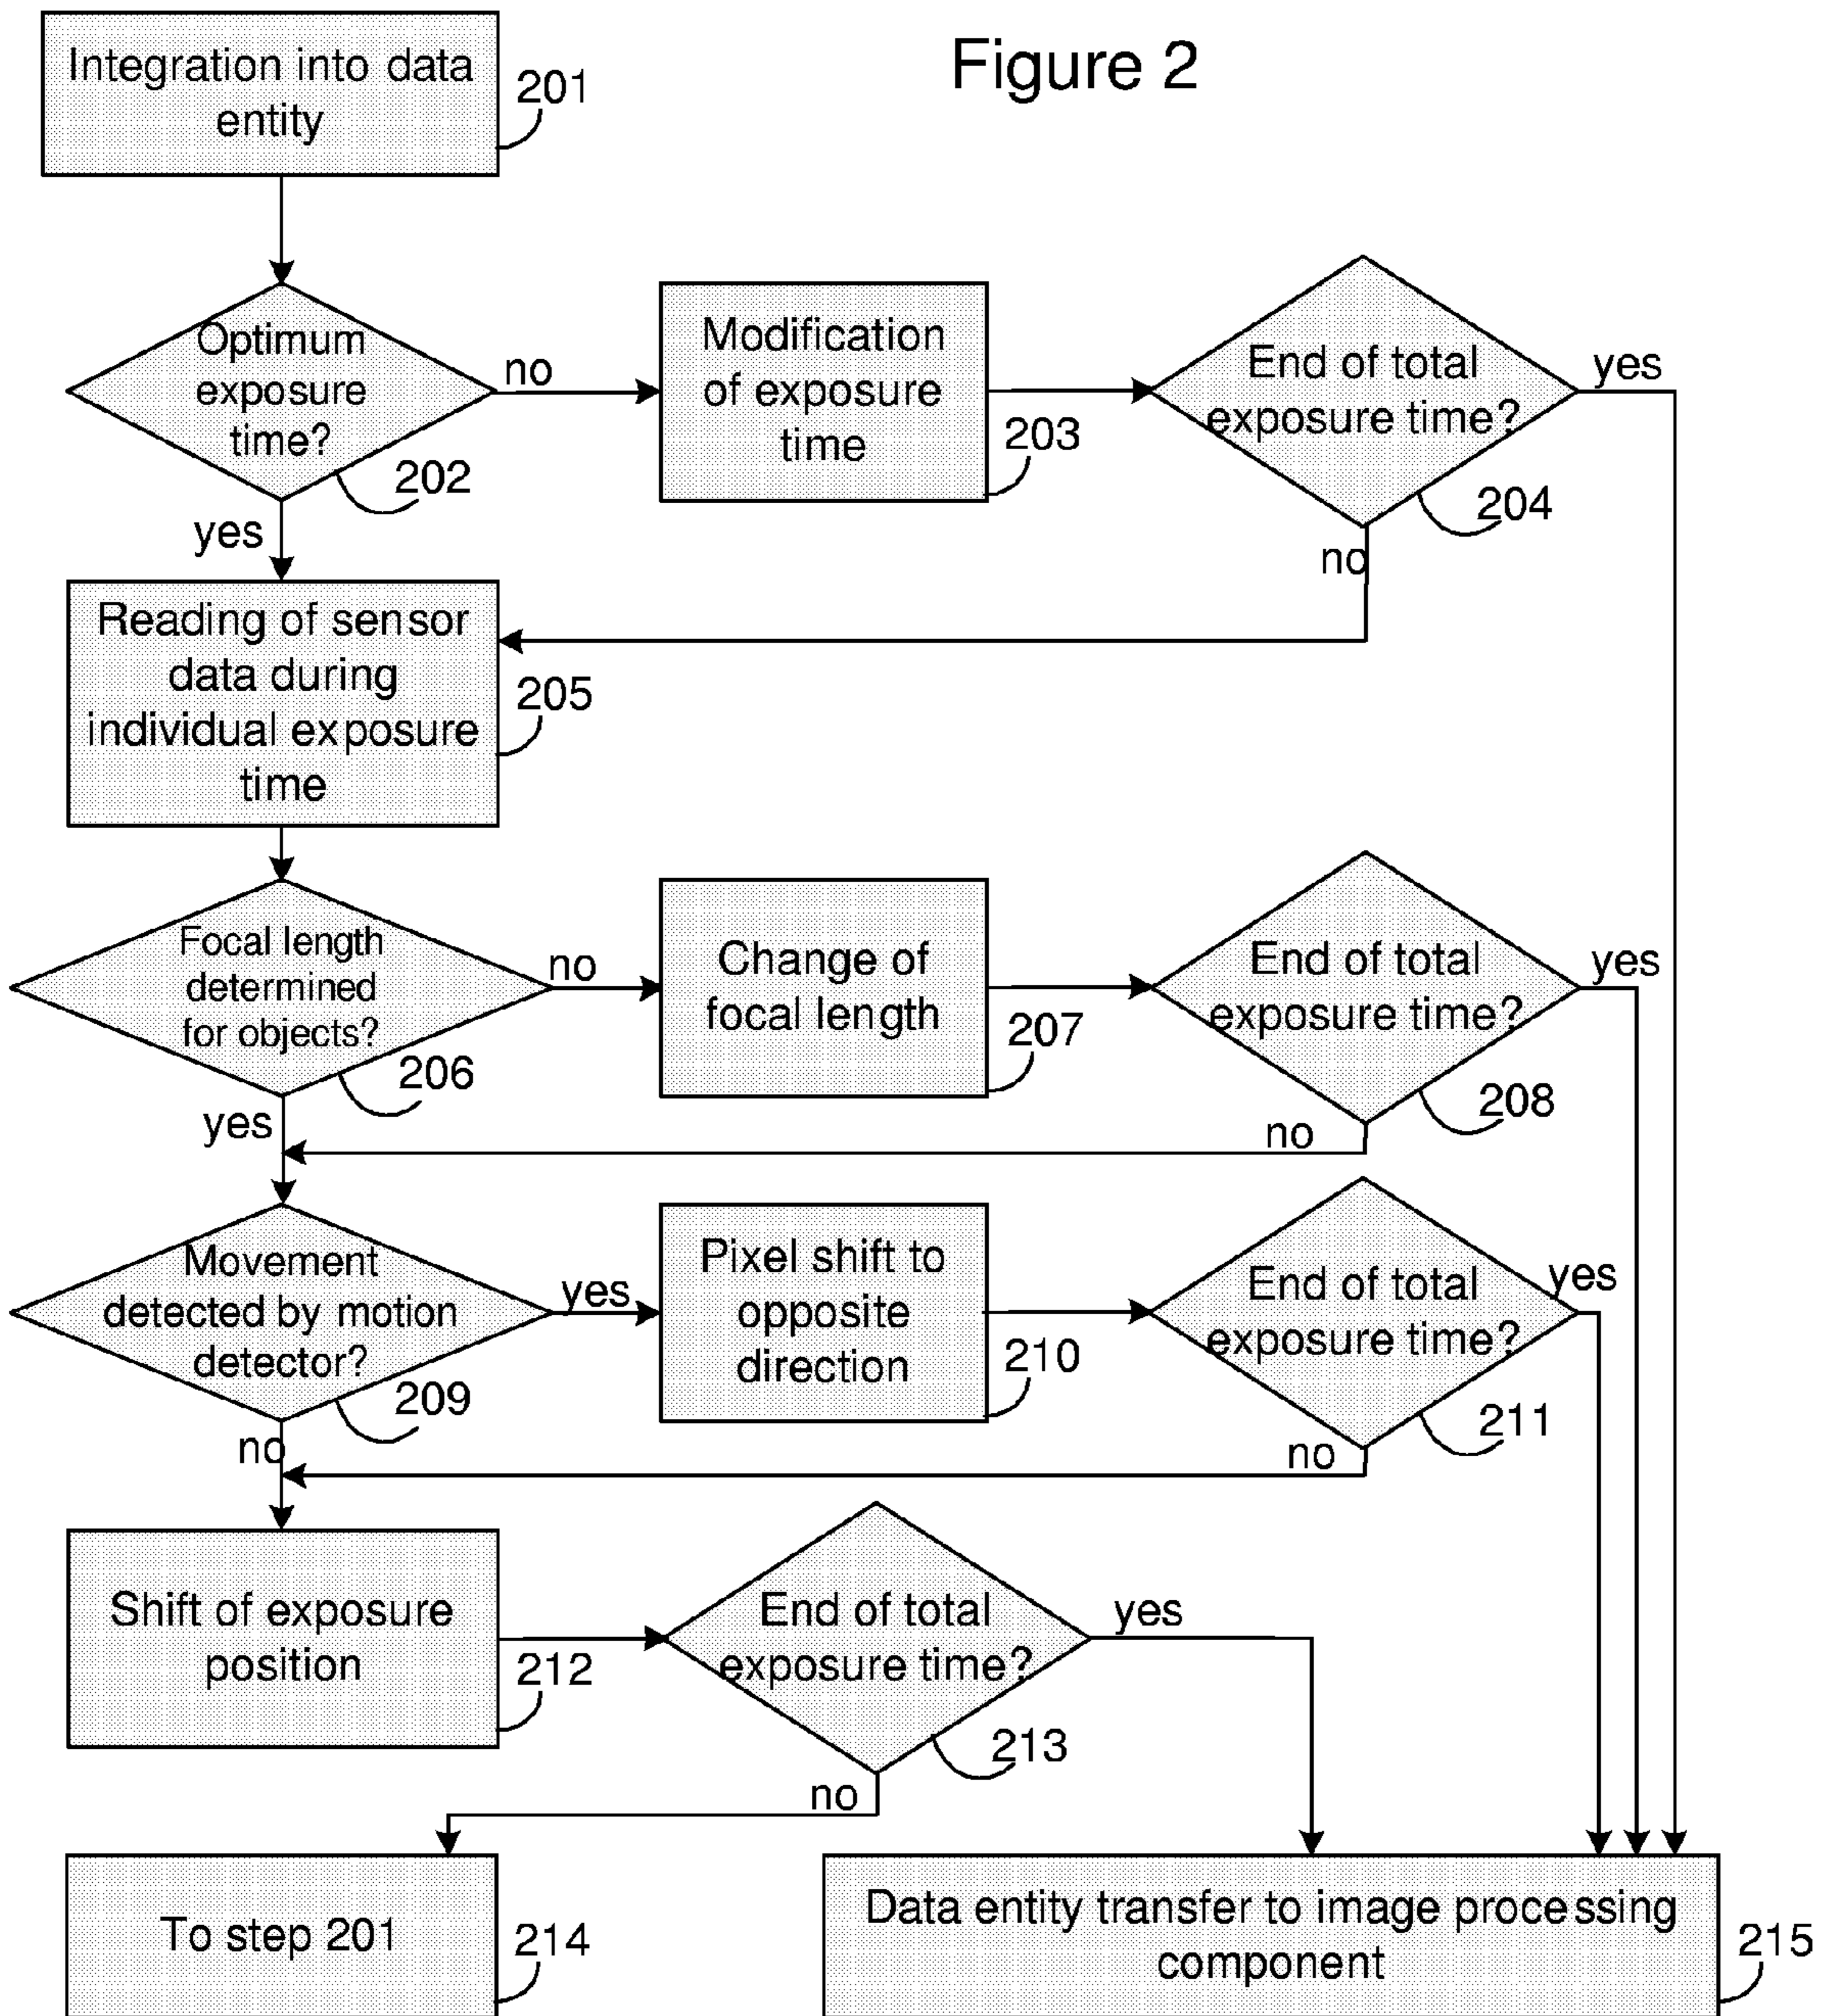 Figure 2
Integration into data
entity
201
Optimum
exposure
time?
202
no
yes
Modification
of exposure
time
203
End of total
exposure time?
204
yes
no
Reading of sensor
data during
individual exposure
time
205
Focal length
determined
for objects?
206
no
yes
Change of
focal length
207
End of total
exposure time?
208
yes
no
Movement
detected by motion
detector?
209
yes
no
Pixel shift to
opposite
direction
210
End of total
exposure time?
211
yes
no
Shift of exposure
position
212
End of total
exposure time?
213
yes
no
To step 201
214
Data entity transfer to image processing
component
215